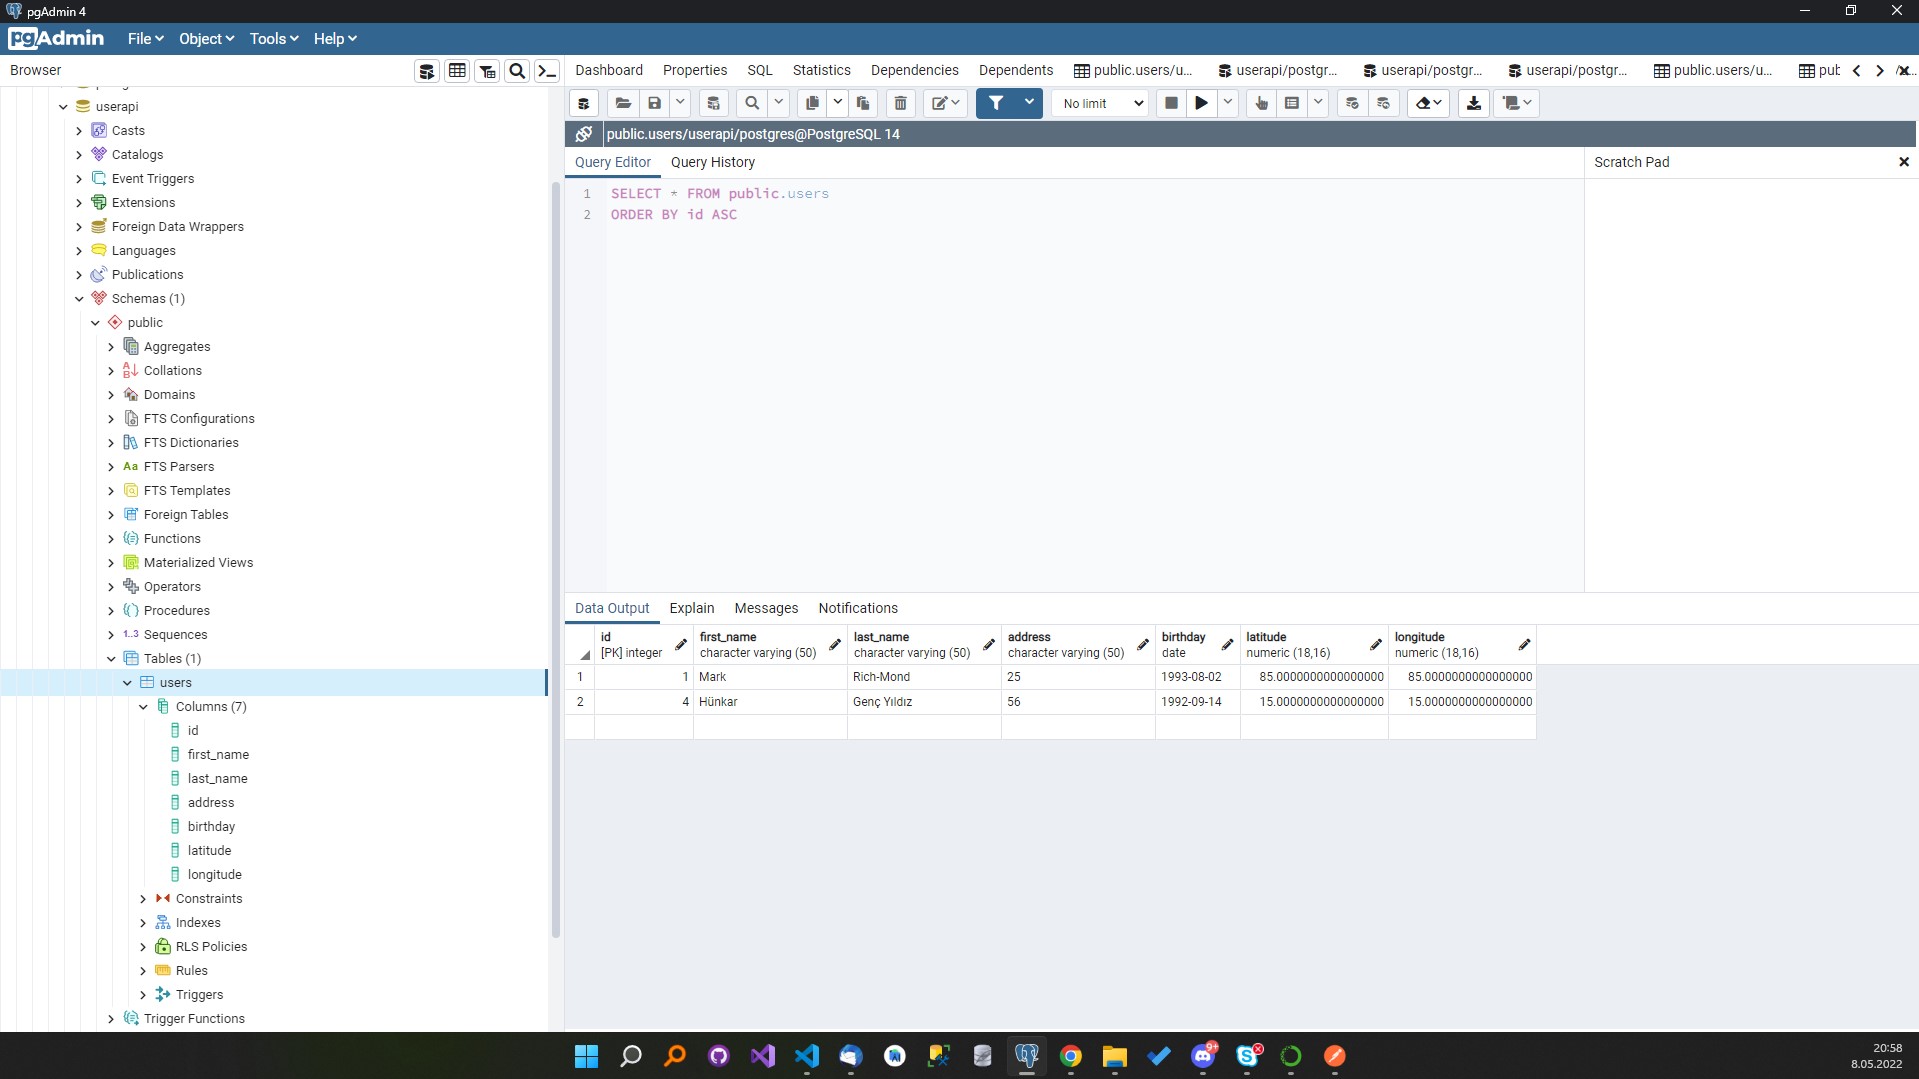 pgAdmin 4
pgAdmin File Object Tools Help
Browser
Dashboard Properties SQL Statistics Dependencies Dependents public.users/u... userapi/postgr... userapi/postgr... userapi/postgr... public.users/u... pub
No limit
public.users/userapi/postgres@PostgreSQL 14
Query Editor Query History
Scratch Pad
1 SELECT * FROM public.users
2 ORDER BY id ASC
userapi
Casts
Catalogs
Event Triggers
Extensions
Foreign Data Wrappers
Languages
Publications
Schemas (1)
public
Aggregates
Collations
Domains
FTS Configurations
FTS Dictionaries
Aa FTS Parsers
FTS Templates
Foreign Tables
Functions
Materialized Views
Operators
Procedures
1..3 Sequences
Tables (1)
users
Columns (7)
id
first_name
last_name
address
birthday
latitude
longitude
Constraints
Indexes
RLS Policies
Rules
Triggers
Trigger Functions
Data Output Explain Messages Notifications
id first_name last_name address birthday latitude longitude
[PK] integer character varying (50) character varying (50) character varying (50) date numeric (18,16) numeric (18,16)
1 1 Mark Rich-Mond 25 1993-08-02 85.0000000000000000 85.0000000000000000
2 4 Hünkar Genç Yıldız 56 1992-09-14 15.0000000000000000 15.0000000000000000
9+
20:58
8.05.2022